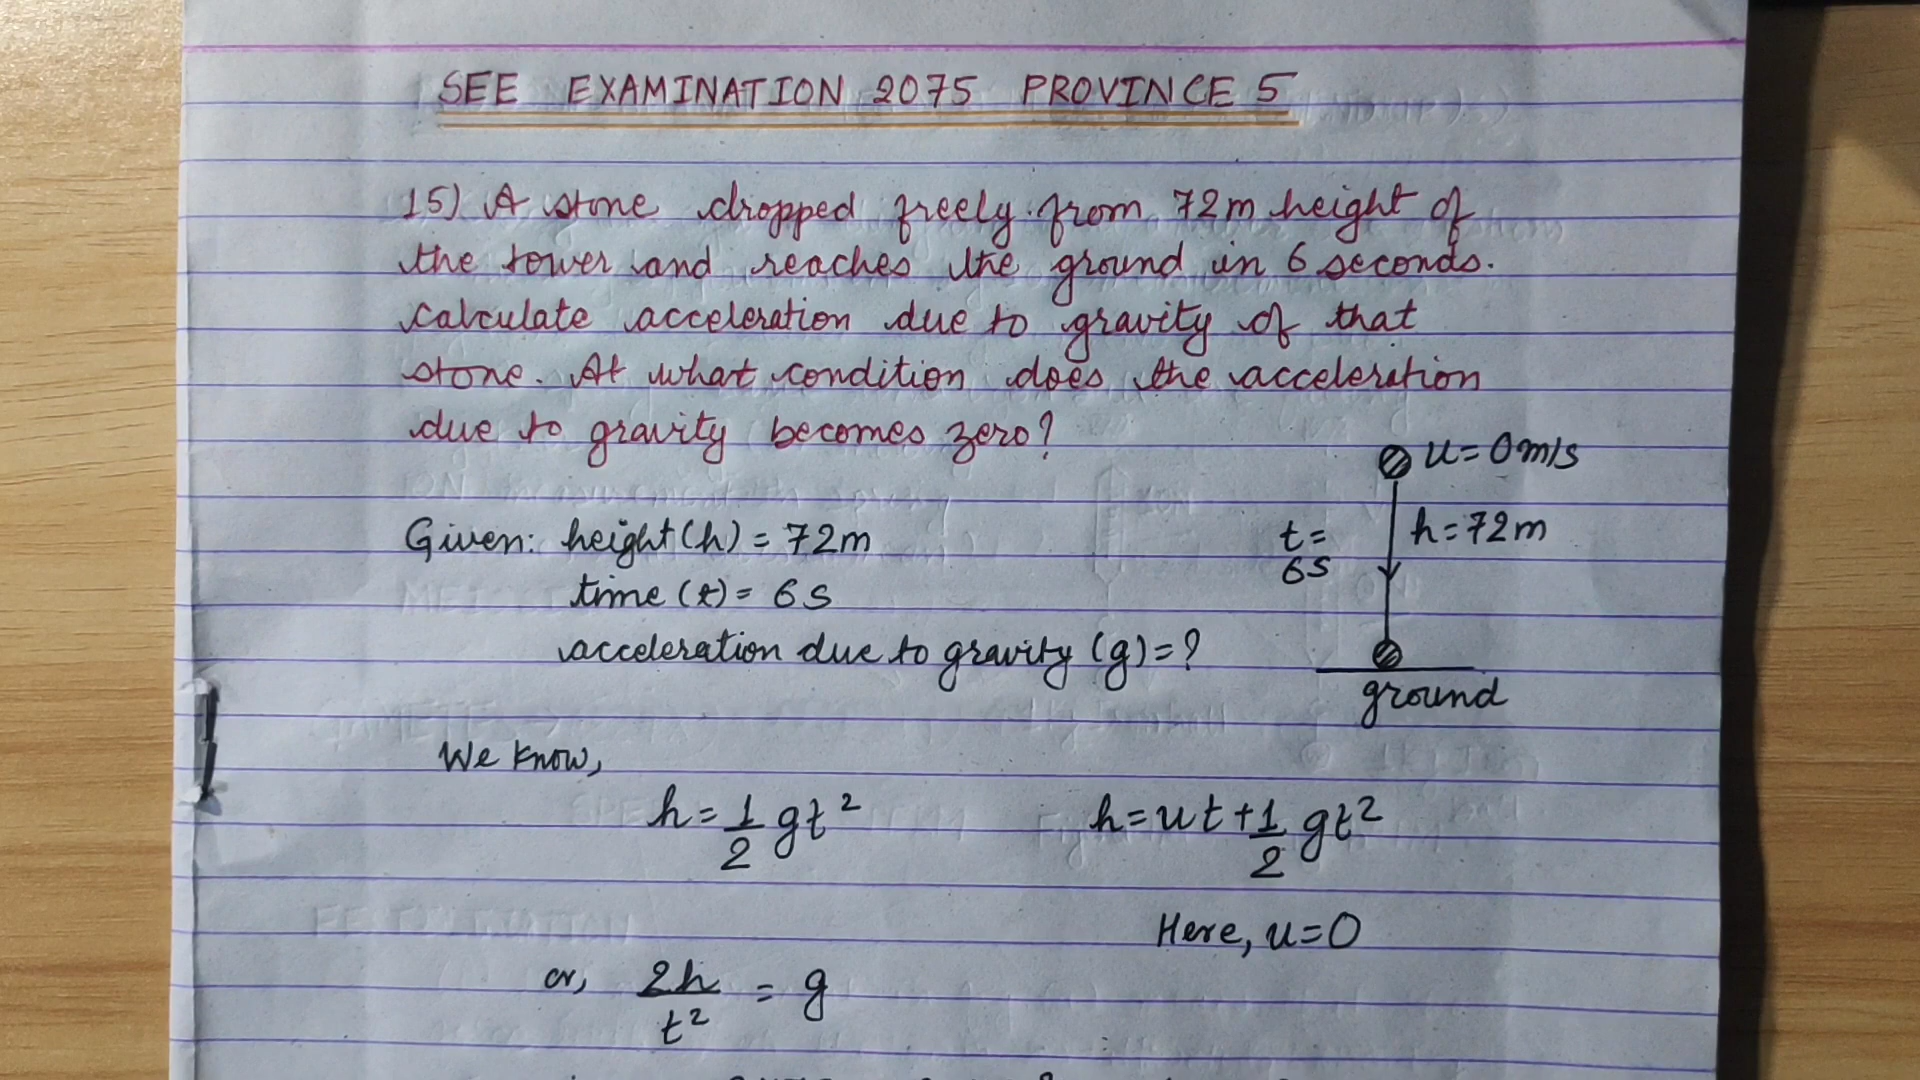 SEE EXAMINATION 2075 PROVINCE 5
15) A stone dropped freely from 72m height of
the tower and reaches the ground in 6 seconds.
calculate acceleration due to gravity of that
stone. At what condition does the acceleration
due to gravity becomes zero?
u=0m/s
Given: height(h) = 72m
t=
6s
h=72m
time (t) = 6s
acceleration due to gravity (g)=?
ground
We know,
h=1/2 gt²
h=ut+1/2 gt²
Here, u=0
or, 2h/t² = g